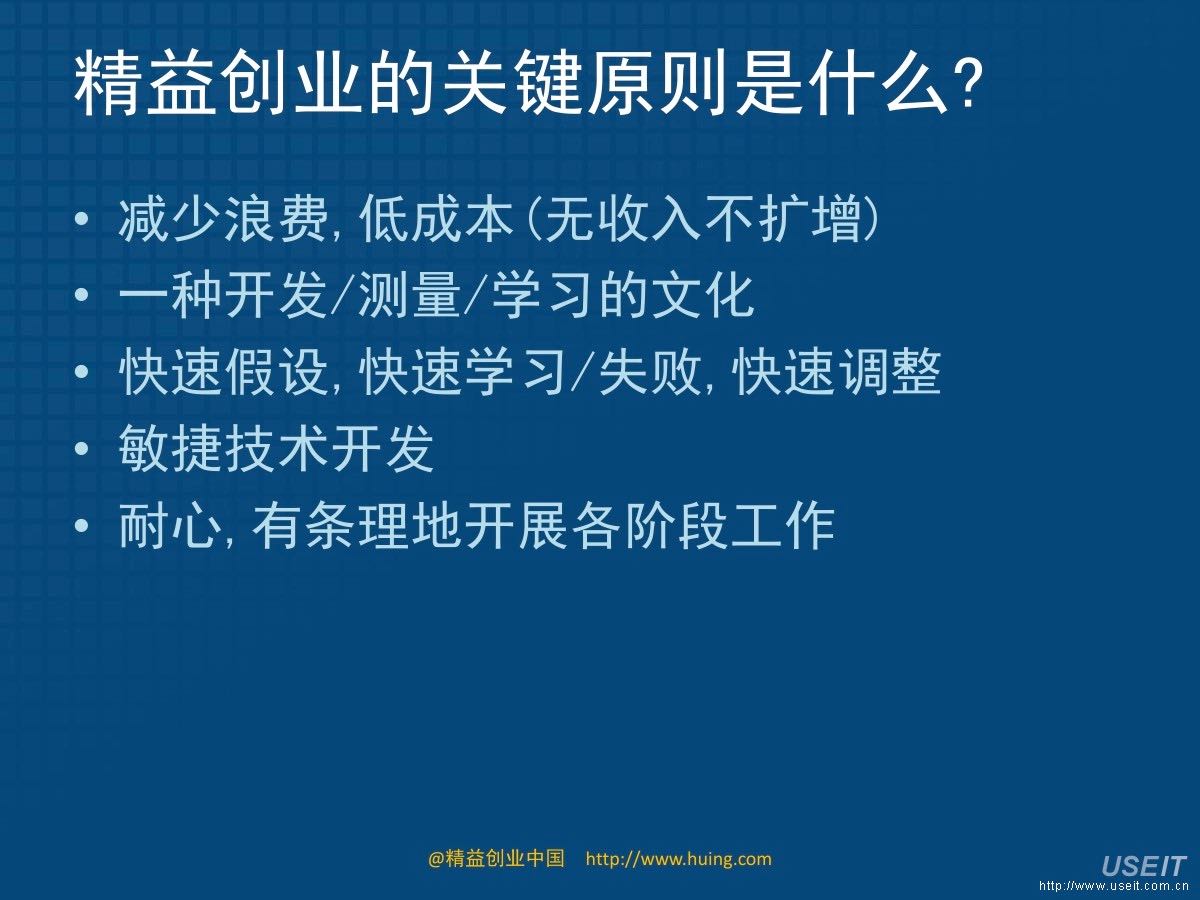 精益创业的关键原则是什么?
• 减少浪费,低成本(无收入不扩增)
• 一种开发/测量/学习的文化
• 快速假设,快速学习/失败,快速调整
• 敏捷技术开发
• 耐心,有条理地开展各阶段工作
@精益创业中国 http://www.huing.com
USEIT
http://www.useit.com.cn